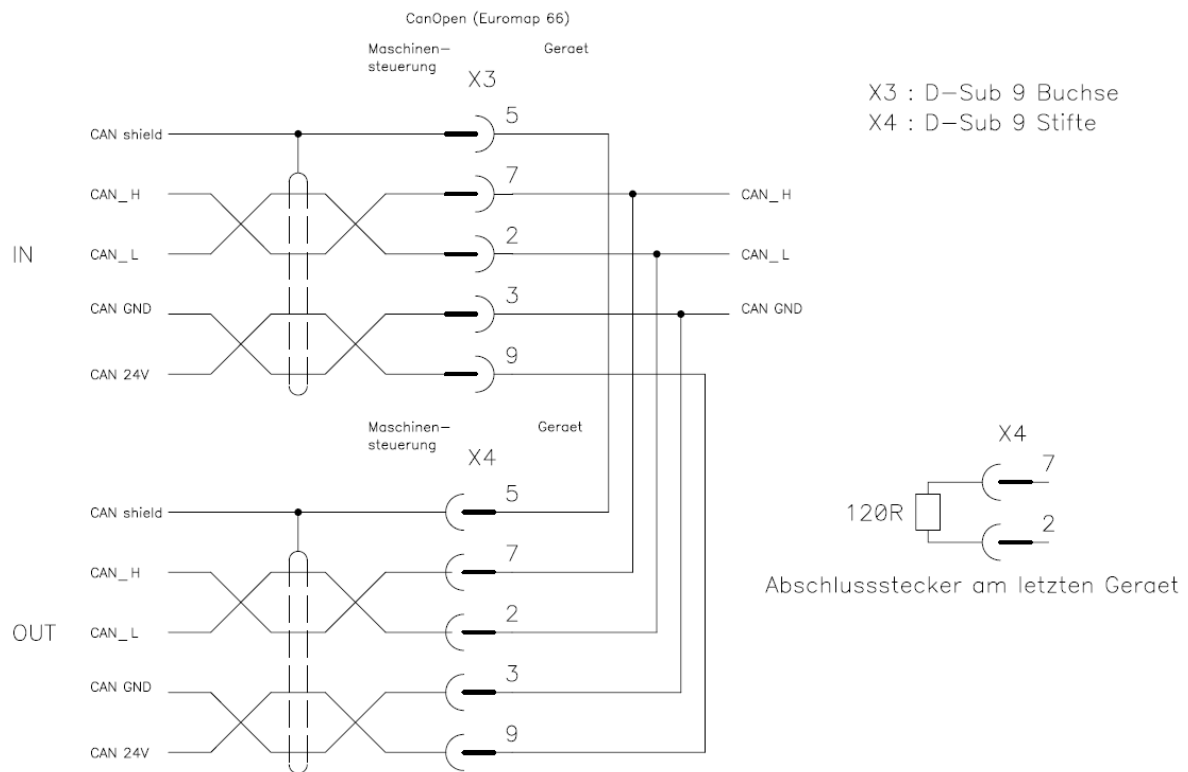 CanOpen (Euromap 66)
Maschinen-
steuerung
Geraet
X3
X3 : D-Sub 9 Buchse
X4 : D-Sub 9 Stifte
IN
CAN shield
5
CAN_H
7
CAN_H
CAN_L
2
CAN_L
CAN GND
3
CAN GND
CAN 24V
9
Maschinen-
steuerung
Geraet
X4
OUT
CAN shield
5
CAN_H
7
CAN_L
2
CAN GND
3
CAN 24V
9
X4
7
120R
2
Abschlussstecker am letzten Geraet